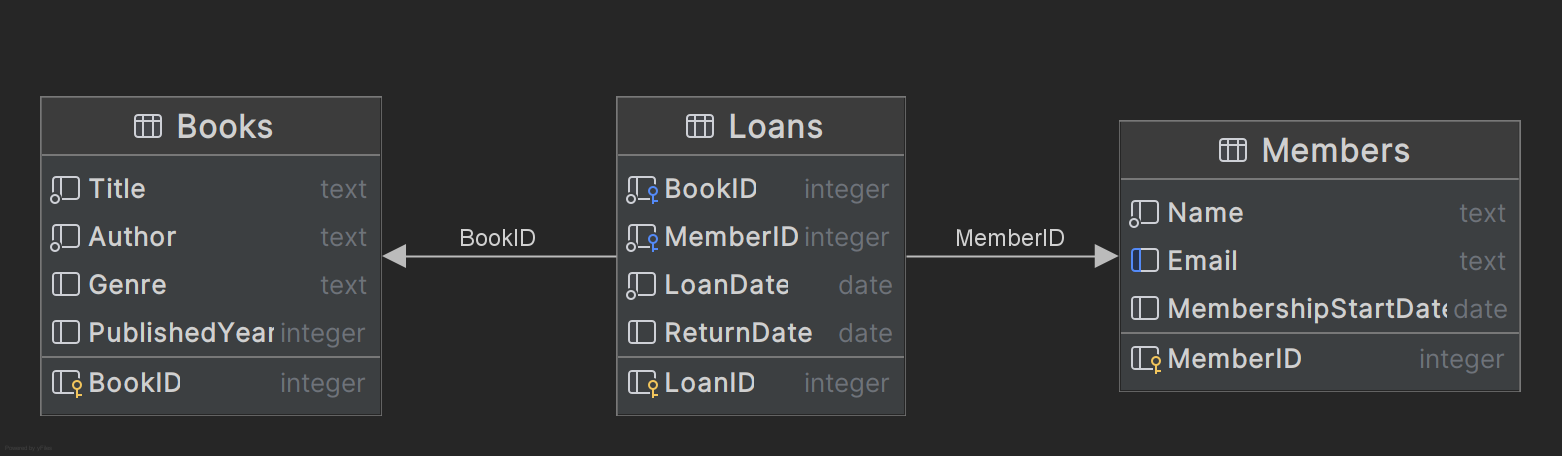 Books
Title text
Author text
Genre text
PublishedYear integer
BookID integer
BookID
Loans
BookID integer
MemberID integer
LoanDate date
ReturnDate date
LoanID integer
MemberID
Members
Name text
Email text
MembershipStartDate date
MemberID integer
Powered by yFiles